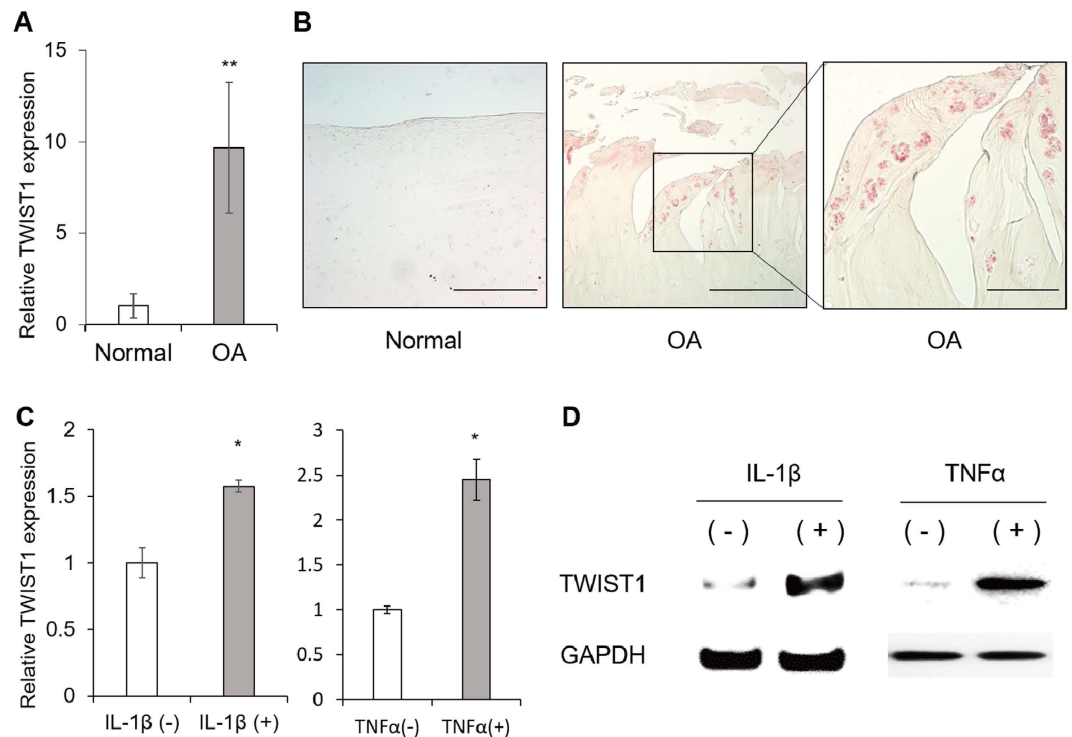 A
Relative TWIST1 expression
15
10
5
0
**
Normal
OA
B
Normal
OA
OA
C
Relative TWIST1 expression
2
1.5
1
0.5
0
*
IL-1β (-)
IL-1β (+)
3
2.5
2
1.5
1
0.5
0
*
TNFα(-)
TNFα(+)
D
IL-1β
TNFα
( - )
( + )
( - )
( + )
TWIST1
GAPDH